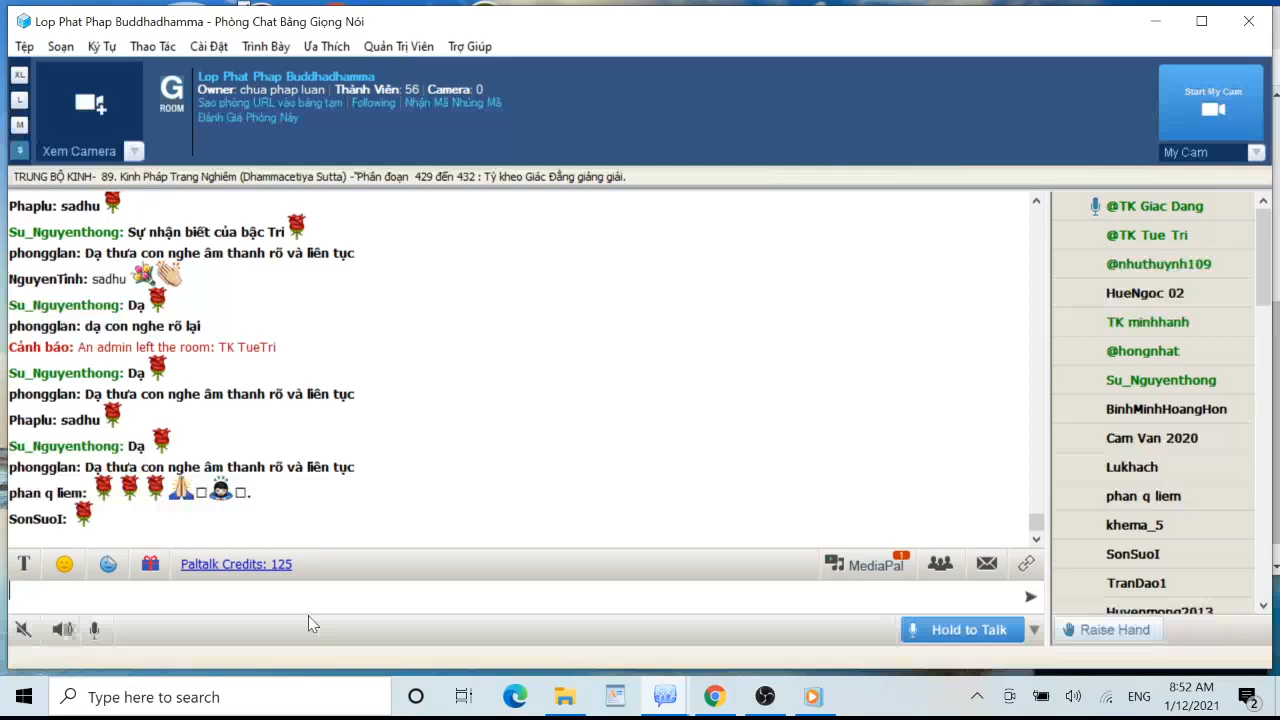 Lop Phat Phap Buddhadhamma - Phòng Chat Bằng Giọng Nói
Tệp Soạn Ký Tự Thao Tác Cài Đặt Trình Bày Ưa Thích Quản Trị Viên Trợ Giúp
XL
L
M
S
Xem Camera
G
ROOM
Lop Phat Phap Buddhadhamma
Owner: chua phap luan | Thành Viên: 56 | Camera: 0
Sao phòng URL vào bảng tạm | Following | Nhận Mã Nhúng Mã
Đánh Giá Phòng Này
Start My Cam
My Cam
TRUNG BỘ KINH- 89. Kinh Pháp Trang Nghiêm (Dhammacetiya Sutta) -"Phân đoạn 429 đến 432 : Tỳ kheo Giác Đẳng giảng giải.
Phaplu: sadhu
Su_Nguyenthong: Sự nhận biết của bậc Trí
phongglan: Dạ thưa con nghe âm thanh rõ và liên tục
NguyenTinh: sadhu
Su_Nguyenthong: Dạ
phongglan: dạ con nghe rõ lại
Cảnh báo: An admin left the room: TK TueTri
Su_Nguyenthong: Dạ
phongglan: Dạ thưa con nghe âm thanh rõ và liên tục
Phaplu: sadhu
Su_Nguyenthong: Dạ
phongglan: Dạ thưa con nghe âm thanh rõ và liên tục
phan q liem: .
SonSuoI:
@TK Giac Dang
@TK Tue Tri
@nhuthuynh109
HueNgoc 02
TK minhhanh
@hongnhat
Su_Nguyenthong
BinhMinhHoangHon
Cam Van 2020
Lukhach
phan q liem
khema_5
SonSuoI
TranDao1
Huyenmong2013
T Paltalk Credits: 125 MediaPal 1
Hold to Talk Raise Hand
Type here to search
ENG
8:52 AM
1/12/2021
2